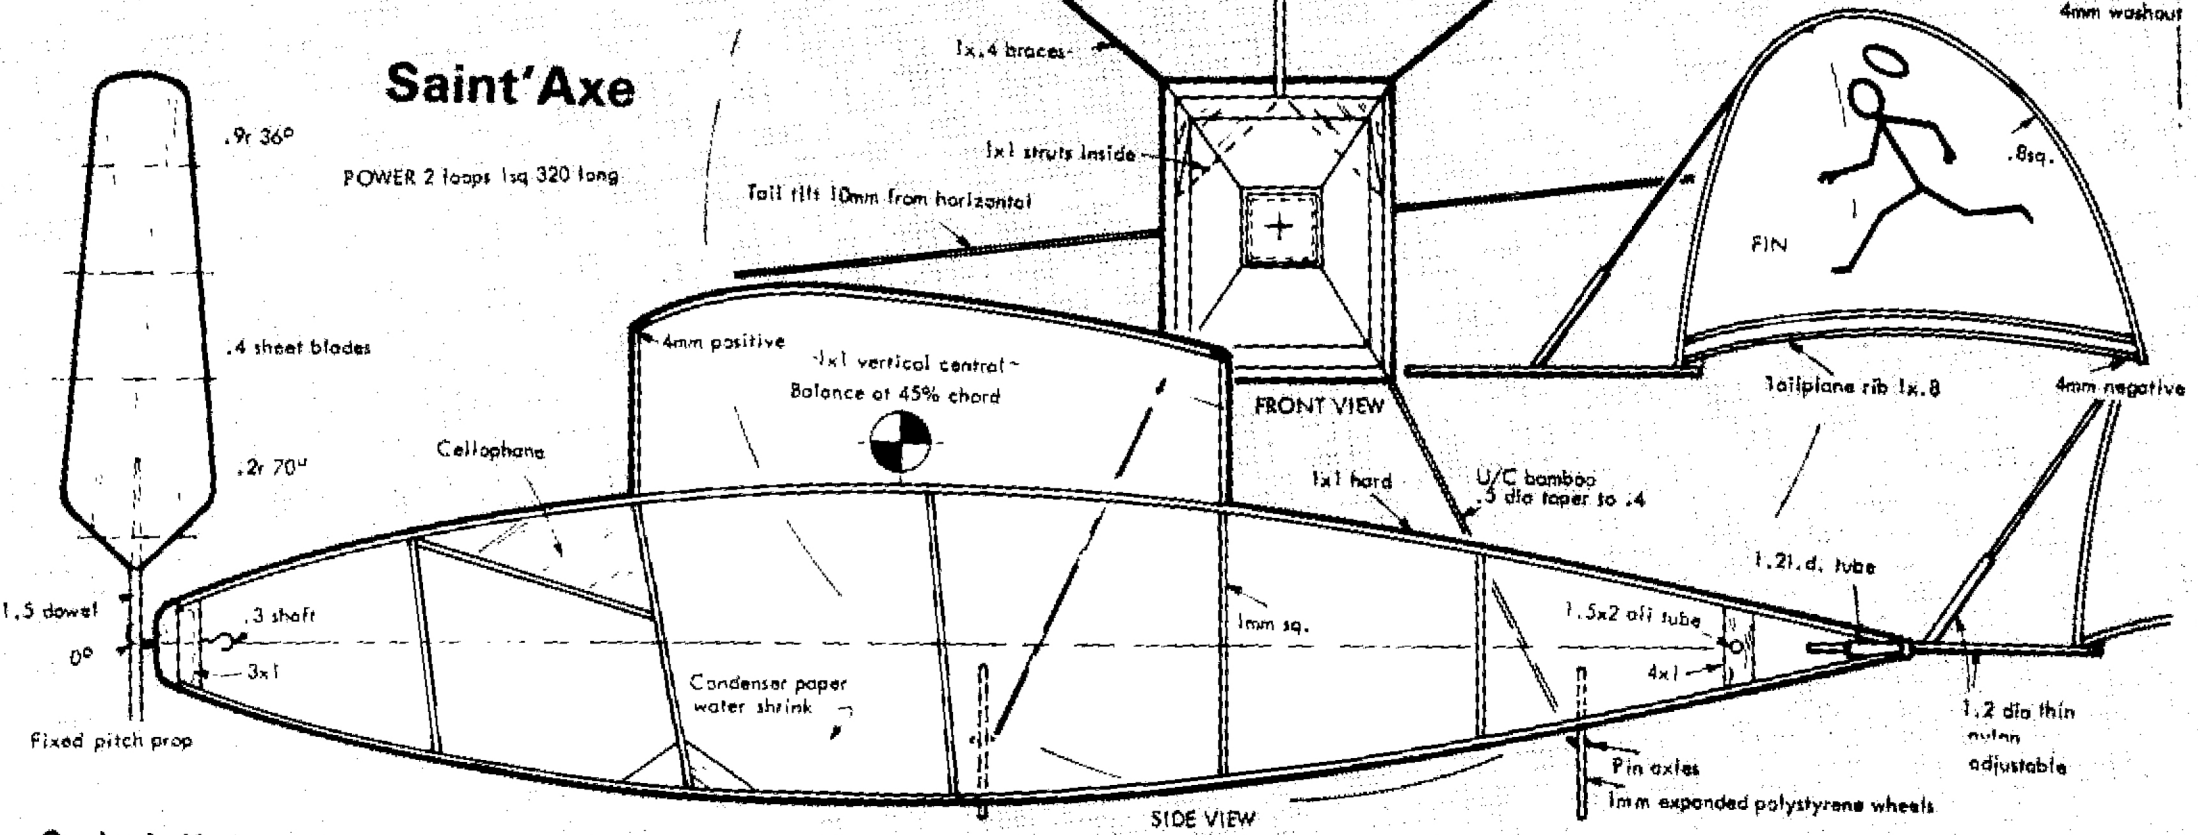 4mm washout
1x.4 braces
Saint'Axe
.9r 36º
POWER 2 loops 1sq 320 long
1x1 struts inside
.8sq.
Tail tilt 10mm from horizontal
FIN
4mm positive
1x1 vertical central
Balance at 45% chord
.4 sheet blades
FRONT VIEW
Tailplane rib 1x.8
4mm negative
Cellophane
.2r 70º
1x1 hard
U/C bamboo
.5 dia taper to .4
1.2I.d. tube
1.5 dowel
.3 shaft
1mm sq.
1.5x2 ali tube
0º
3x1
4x1
Condenser paper
water shrink
1.2 dia thin
nylon
adjustable
Fixed pitch prop
Pin axles
1mm expanded polystyrene wheels
SIDE VIEW